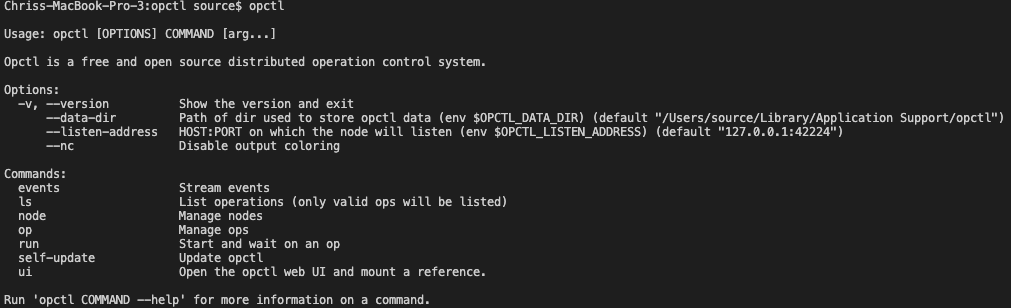 Chriss-MacBook-Pro-3:opctl source$ opctl
Usage: opctl [OPTIONS] COMMAND [arg...]
Opctl is a free and open source distributed operation control system.
Options:
-v, --version Show the version and exit
--data-dir Path of dir used to store opctl data (env $OPCTL_DATA_DIR) (default "/Users/source/Library/Application Support/opctl")
--listen-address HOST:PORT on which the node will listen (env $OPCTL_LISTEN_ADDRESS) (default "127.0.0.1:42224")
--nc Disable output coloring
Commands:
events Stream events
ls List operations (only valid ops will be listed)
node Manage nodes
op Manage ops
run Start and wait on an op
self-update Update opctl
ui Open the opctl web UI and mount a reference.
Run 'opctl COMMAND --help' for more information on a command.